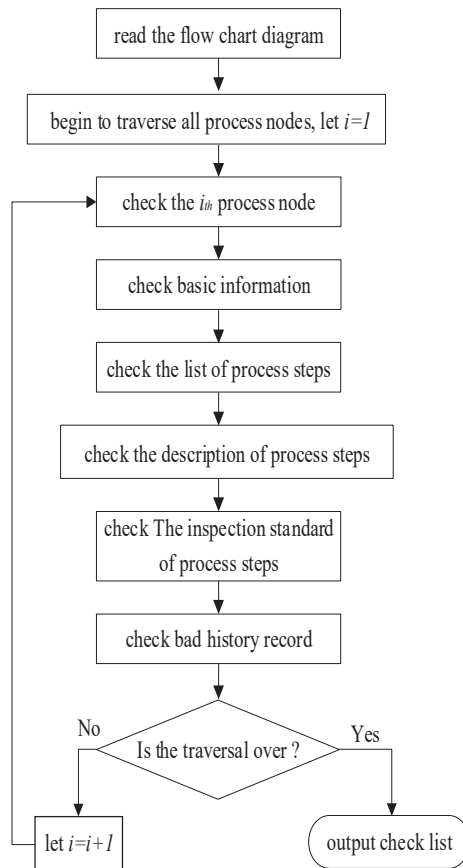 read the flow chart diagram
begin to traverse all process nodes, let i=1
check the ith process node
check basic information
check the list of process steps
check the description of process steps
check The inspection standard
of process steps
check bad history record
Is the traversal over ?
No
Yes
let i=i+1
output check list